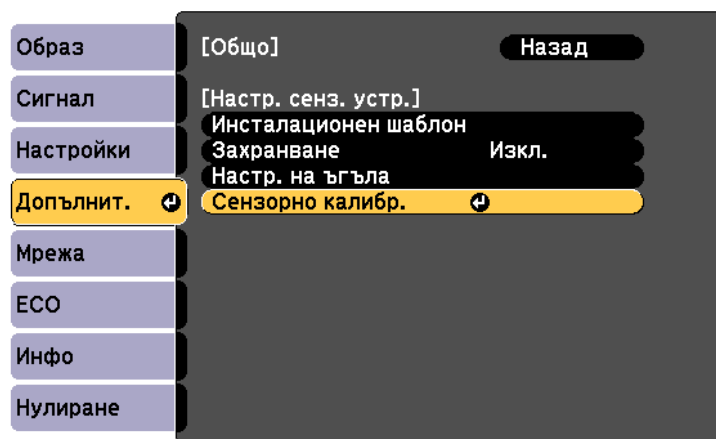 Образ
Сигнал
Настройки
Допълнит.
Мрежа
ECO
Инфо
Нулиране
[Общо] Назад
[Настр. сенз. устр.]
Инсталационен шаблон
Захранване Изкл.
Настр. на ъгъла
Сензорно калибр.